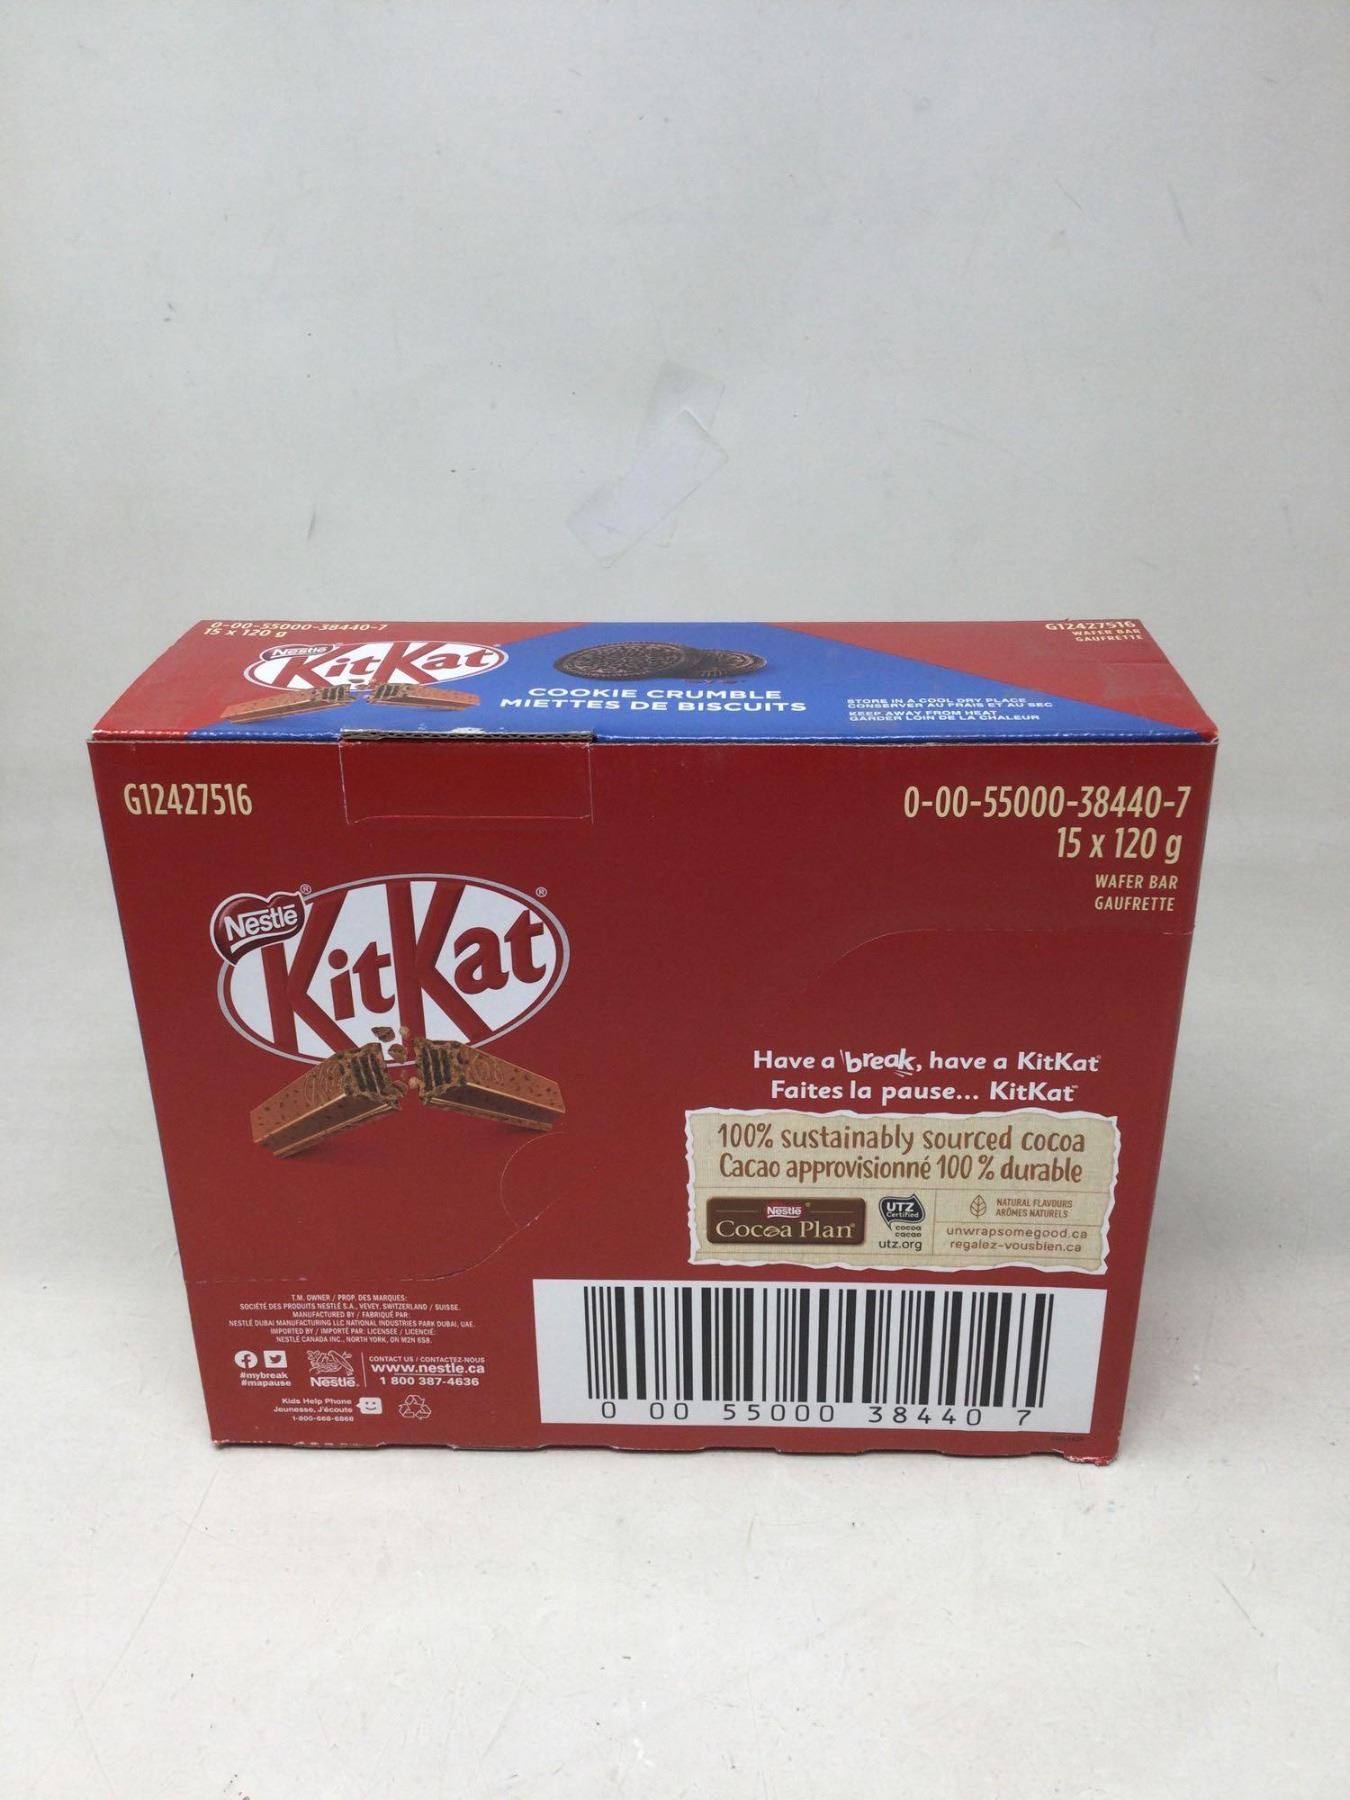 0-00-55000-38440-7
15 x 120 g
Nestlé
KitKat
COOKIE CRUMBLE
MIETTES DE BISCUITS
STORE IN A COOL DRY PLACE
CONSERVER AU FRAIS ET AU SEC
KEEP AWAY FROM HEAT
GARDER LOIN DE LA CHALEUR
G12427516
WAFER BAR
GAUFRETTE
G12427516
0-00-55000-38440-7
15 x 120 g
WAFER BAR
GAUFRETTE
Nestlé®
KitKat®
Have a break, have a KitKat
Faites la pause... KitKat
100% sustainably sourced cocoa
Cacao approvisionné 100 % durable
Nestlé®
Cocoa Plan®
UTZ
Certified
cocoa
cacao
utz.org
NATURAL FLAVOURS
ARÔMES NATURELS
unwrapsomegood.ca
regalez-vousbien.ca
T.M. OWNER / PROP. DES MARQUES:
SOCIÉTÉ DES PRODUITS NESTLÉ S.A., VEVEY, SWITZERLAND / SUISSE.
MANUFACTURED BY / FABRIQUÉ PAR:
NESTLÉ DUBAI MANUFACTURING LLC NATIONAL INDUSTRIES PARK DUBAI, UAE.
IMPORTED BY / IMPORTÉ PAR: LICENSEE / LICENCIÉ:
NESTLÉ CANADA INC., NORTH YORK, ON M2N 6S8.
#mybreak
#mapause
Nestlé.
CONTACT US / CONTACTEZ-NOUS
www.nestle.ca
1 800 387-4636
Kids Help Phone
Jeunesse, J'écoute
1-800-668-6868
0 00 55000 38440 7